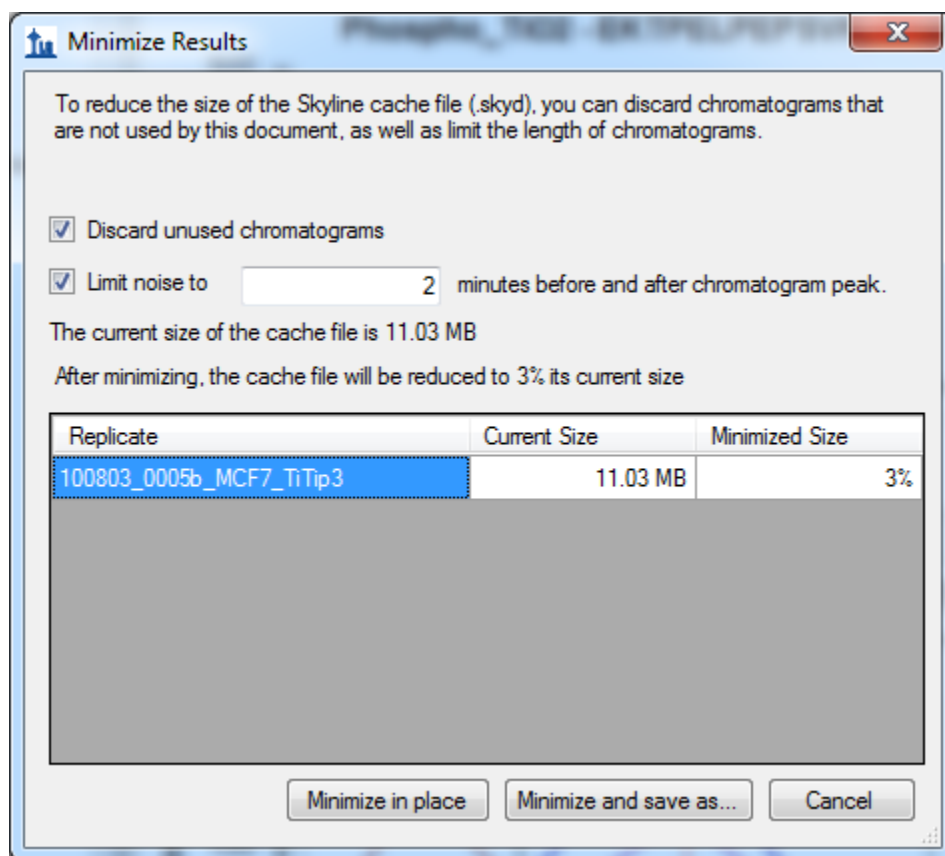 Minimize Results
To reduce the size of the Skyline cache file (.skyd), you can discard chromatograms that
are not used by this document, as well as limit the length of chromatograms.
Discard unused chromatograms
Limit noise to 2 minutes before and after chromatogram peak.
The current size of the cache file is 11.03 MB
After minimizing, the cache file will be reduced to 3% its current size
Replicate Current Size Minimized Size
100803_0005b_MCF7_TiTip3 11.03 MB 3%
Minimize in place Minimize and save as... Cancel